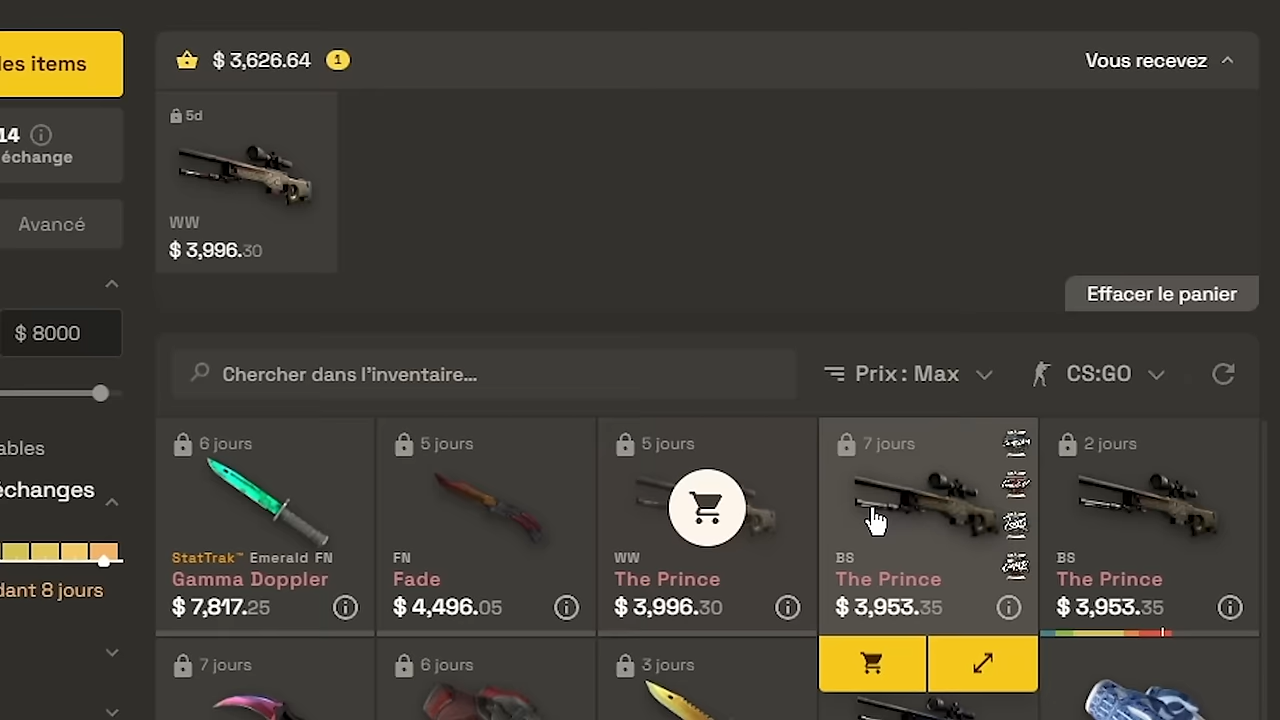 les items
$ 3,626.64 1
Vous recevez
14
échange
5d
WW
$ 3,996.30
Avancé
Effacer le panier
$ 8000
Chercher dans l'inventaire...
Prix : Max
CS:GO
ables
échanges
dant 8 jours
6 jours
StatTrak™ Emerald FN
Gamma Doppler
$ 7,817.25
5 jours
FN
Fade
$ 4,496.05
5 jours
WW
The Prince
$ 3,996.30
7 jours
BS
The Prince
$ 3,953.35
2 jours
BS
The Prince
$ 3,953.35
7 jours
6 jours
3 jours